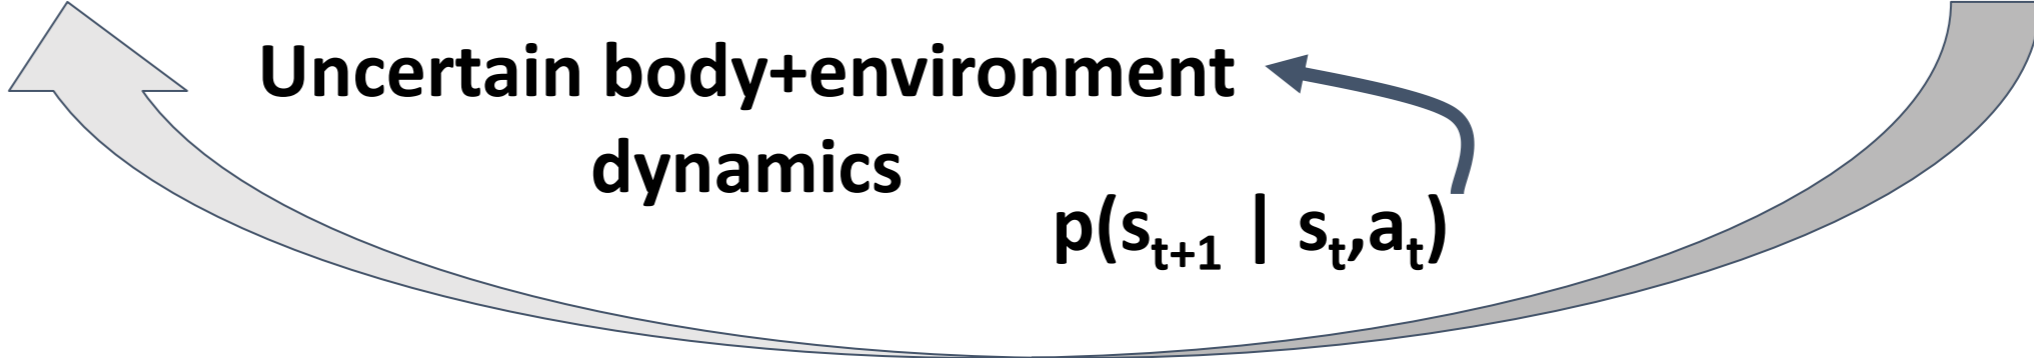 Uncertain body+environment
dynamics
p(sₜ₊₁ | sₜ,aₜ)